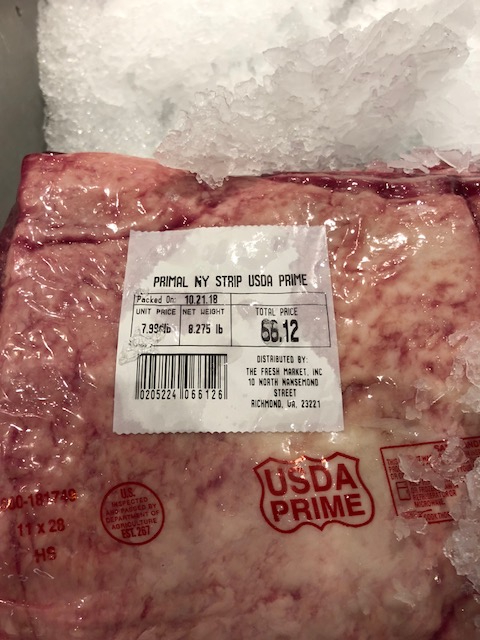 PRIMAL NY STRIP USDA PRIME
Packed On: 10.21.18
UNIT PRICE NET WEIGHT
TOTAL PRICE
7.99/lb 8.275 lb
66.12
0205224 066126
DISTRIBUTED BY:
THE FRESH MARKET, INC
10 NORTH NANSEMOND
STREET
RICHMOND, VA. 23221
11 x 28
HS
U.S.
INSPECTED
AND PASSED BY
DEPARTMENT OF
AGRICULTURE
EST. 267
USDA
PRIME